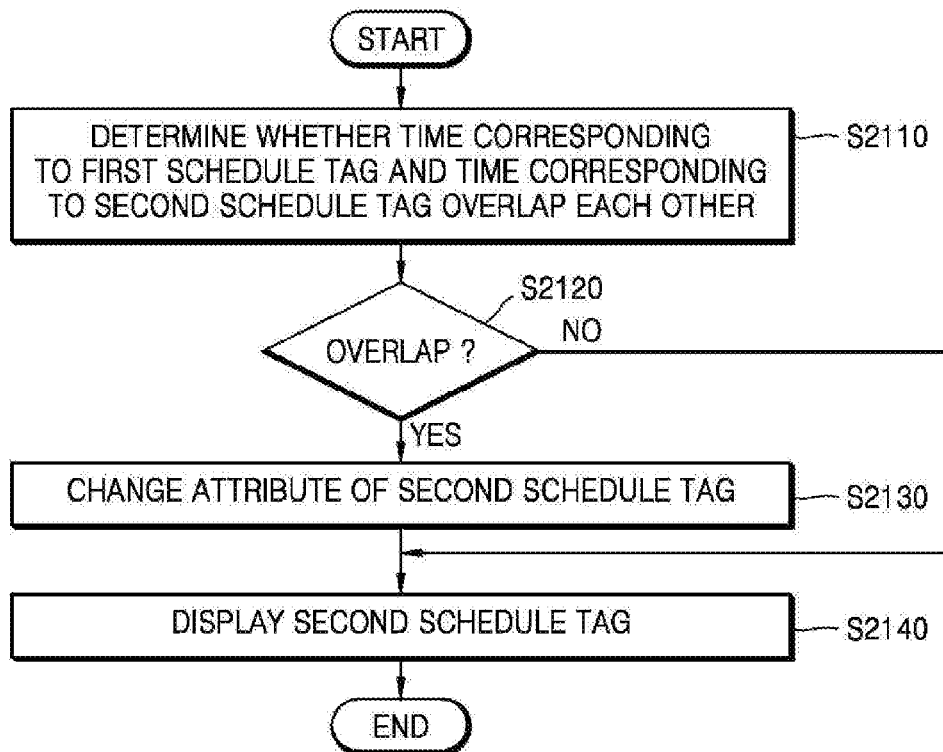 START
DETERMINE WHETHER TIME CORRESPONDING
TO FIRST SCHEDULE TAG AND TIME CORRESPONDING
TO SECOND SCHEDULE TAG OVERLAP EACH OTHER
S2110
S2120
OVERLAP ?
NO
YES
CHANGE ATTRIBUTE OF SECOND SCHEDULE TAG
S2130
DISPLAY SECOND SCHEDULE TAG
S2140
END